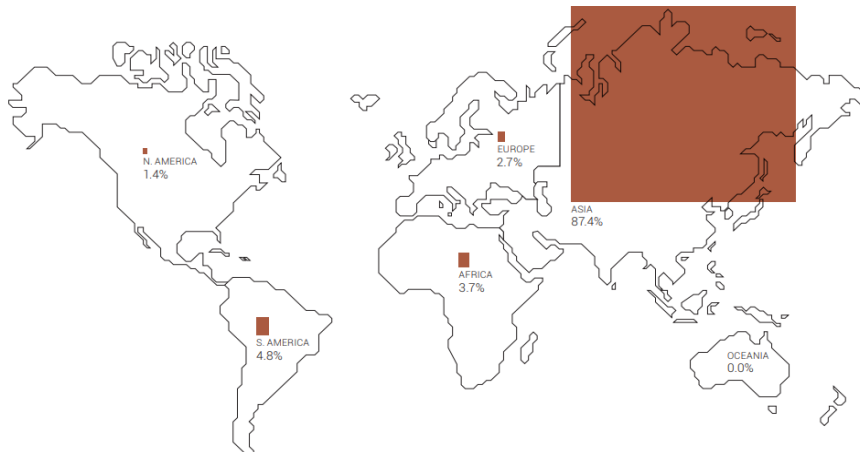 N. AMERICA
1.4%
EUROPE
2.7%
ASIA
87.4%
AFRICA
3.7%
S. AMERICA
4.8%
OCEANIA
0.0%